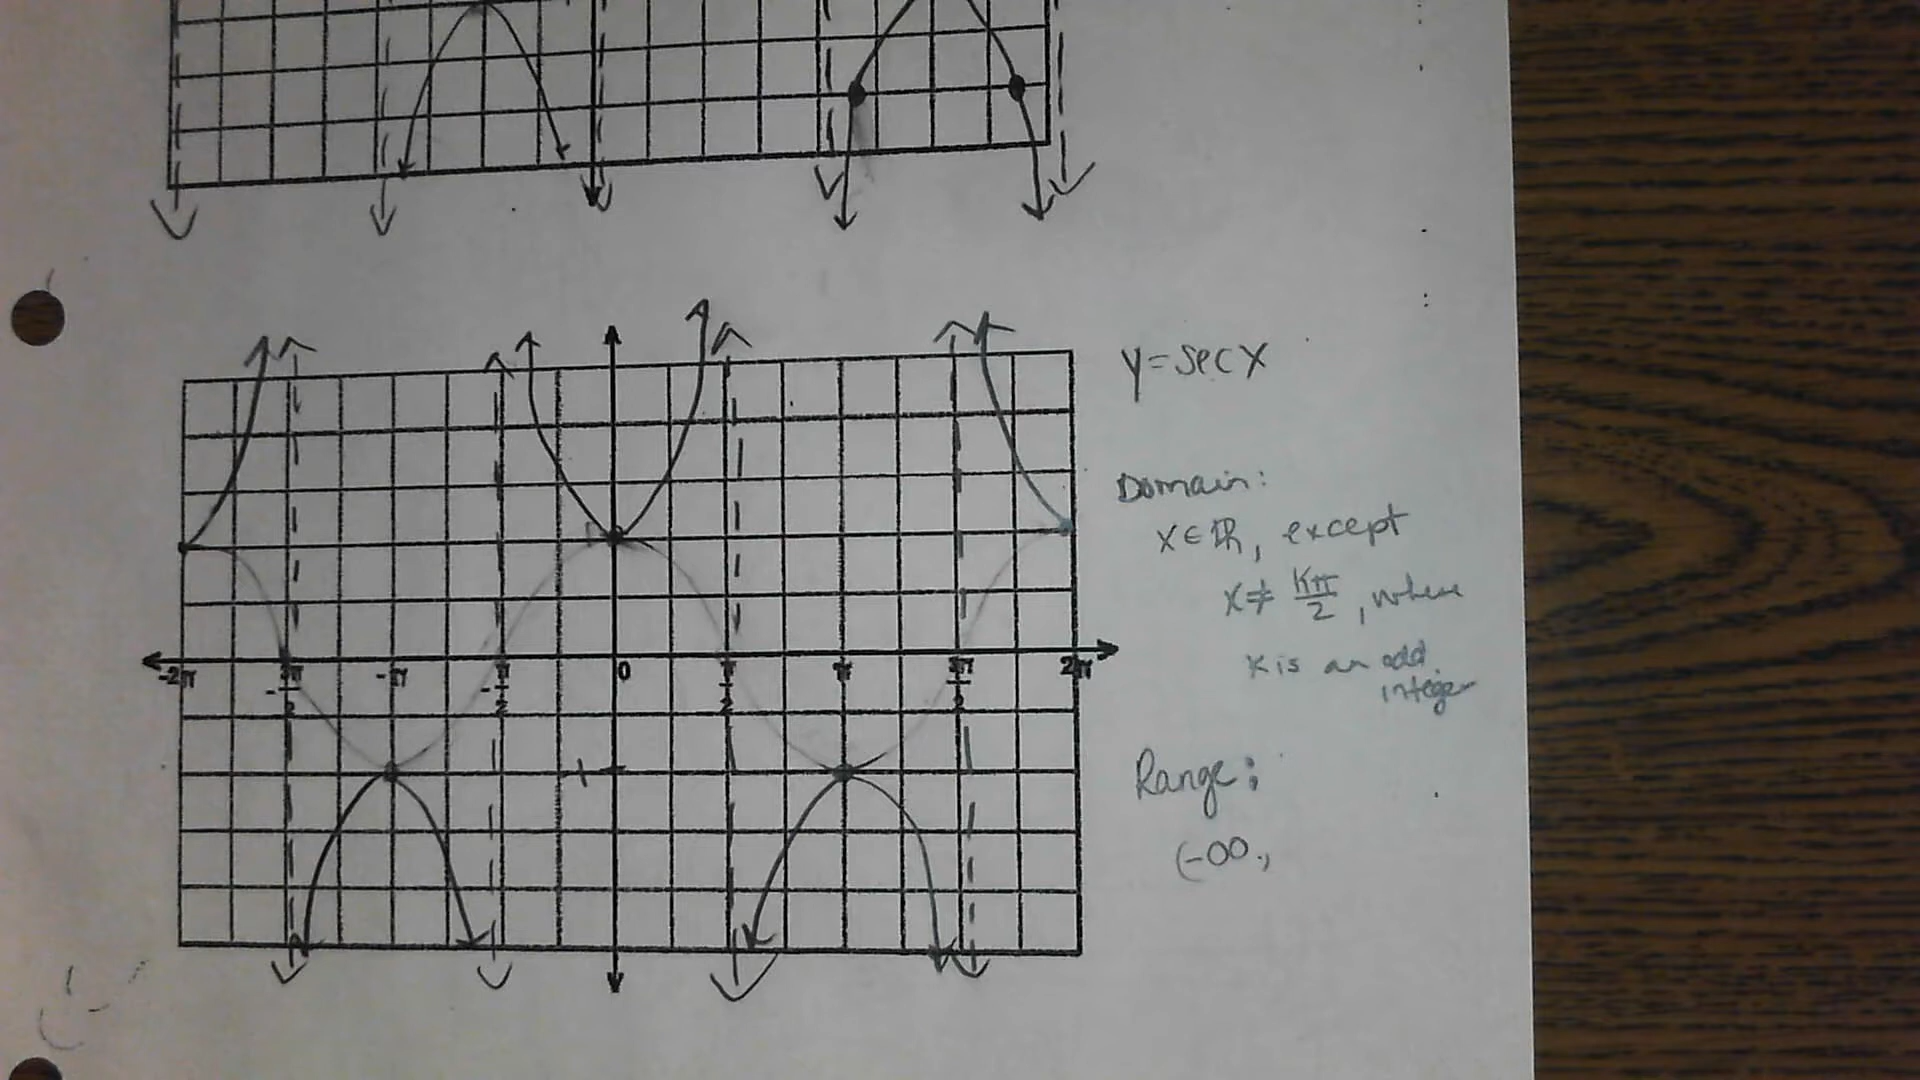 y=secx
Domain:
x∈ℝ, except
x≠ Kπ/2, where
K is an odd
integer
-2π -3π/2 -π -π/2 0 π/2 π 3π/2 2π
-1
Range:
(-∞,